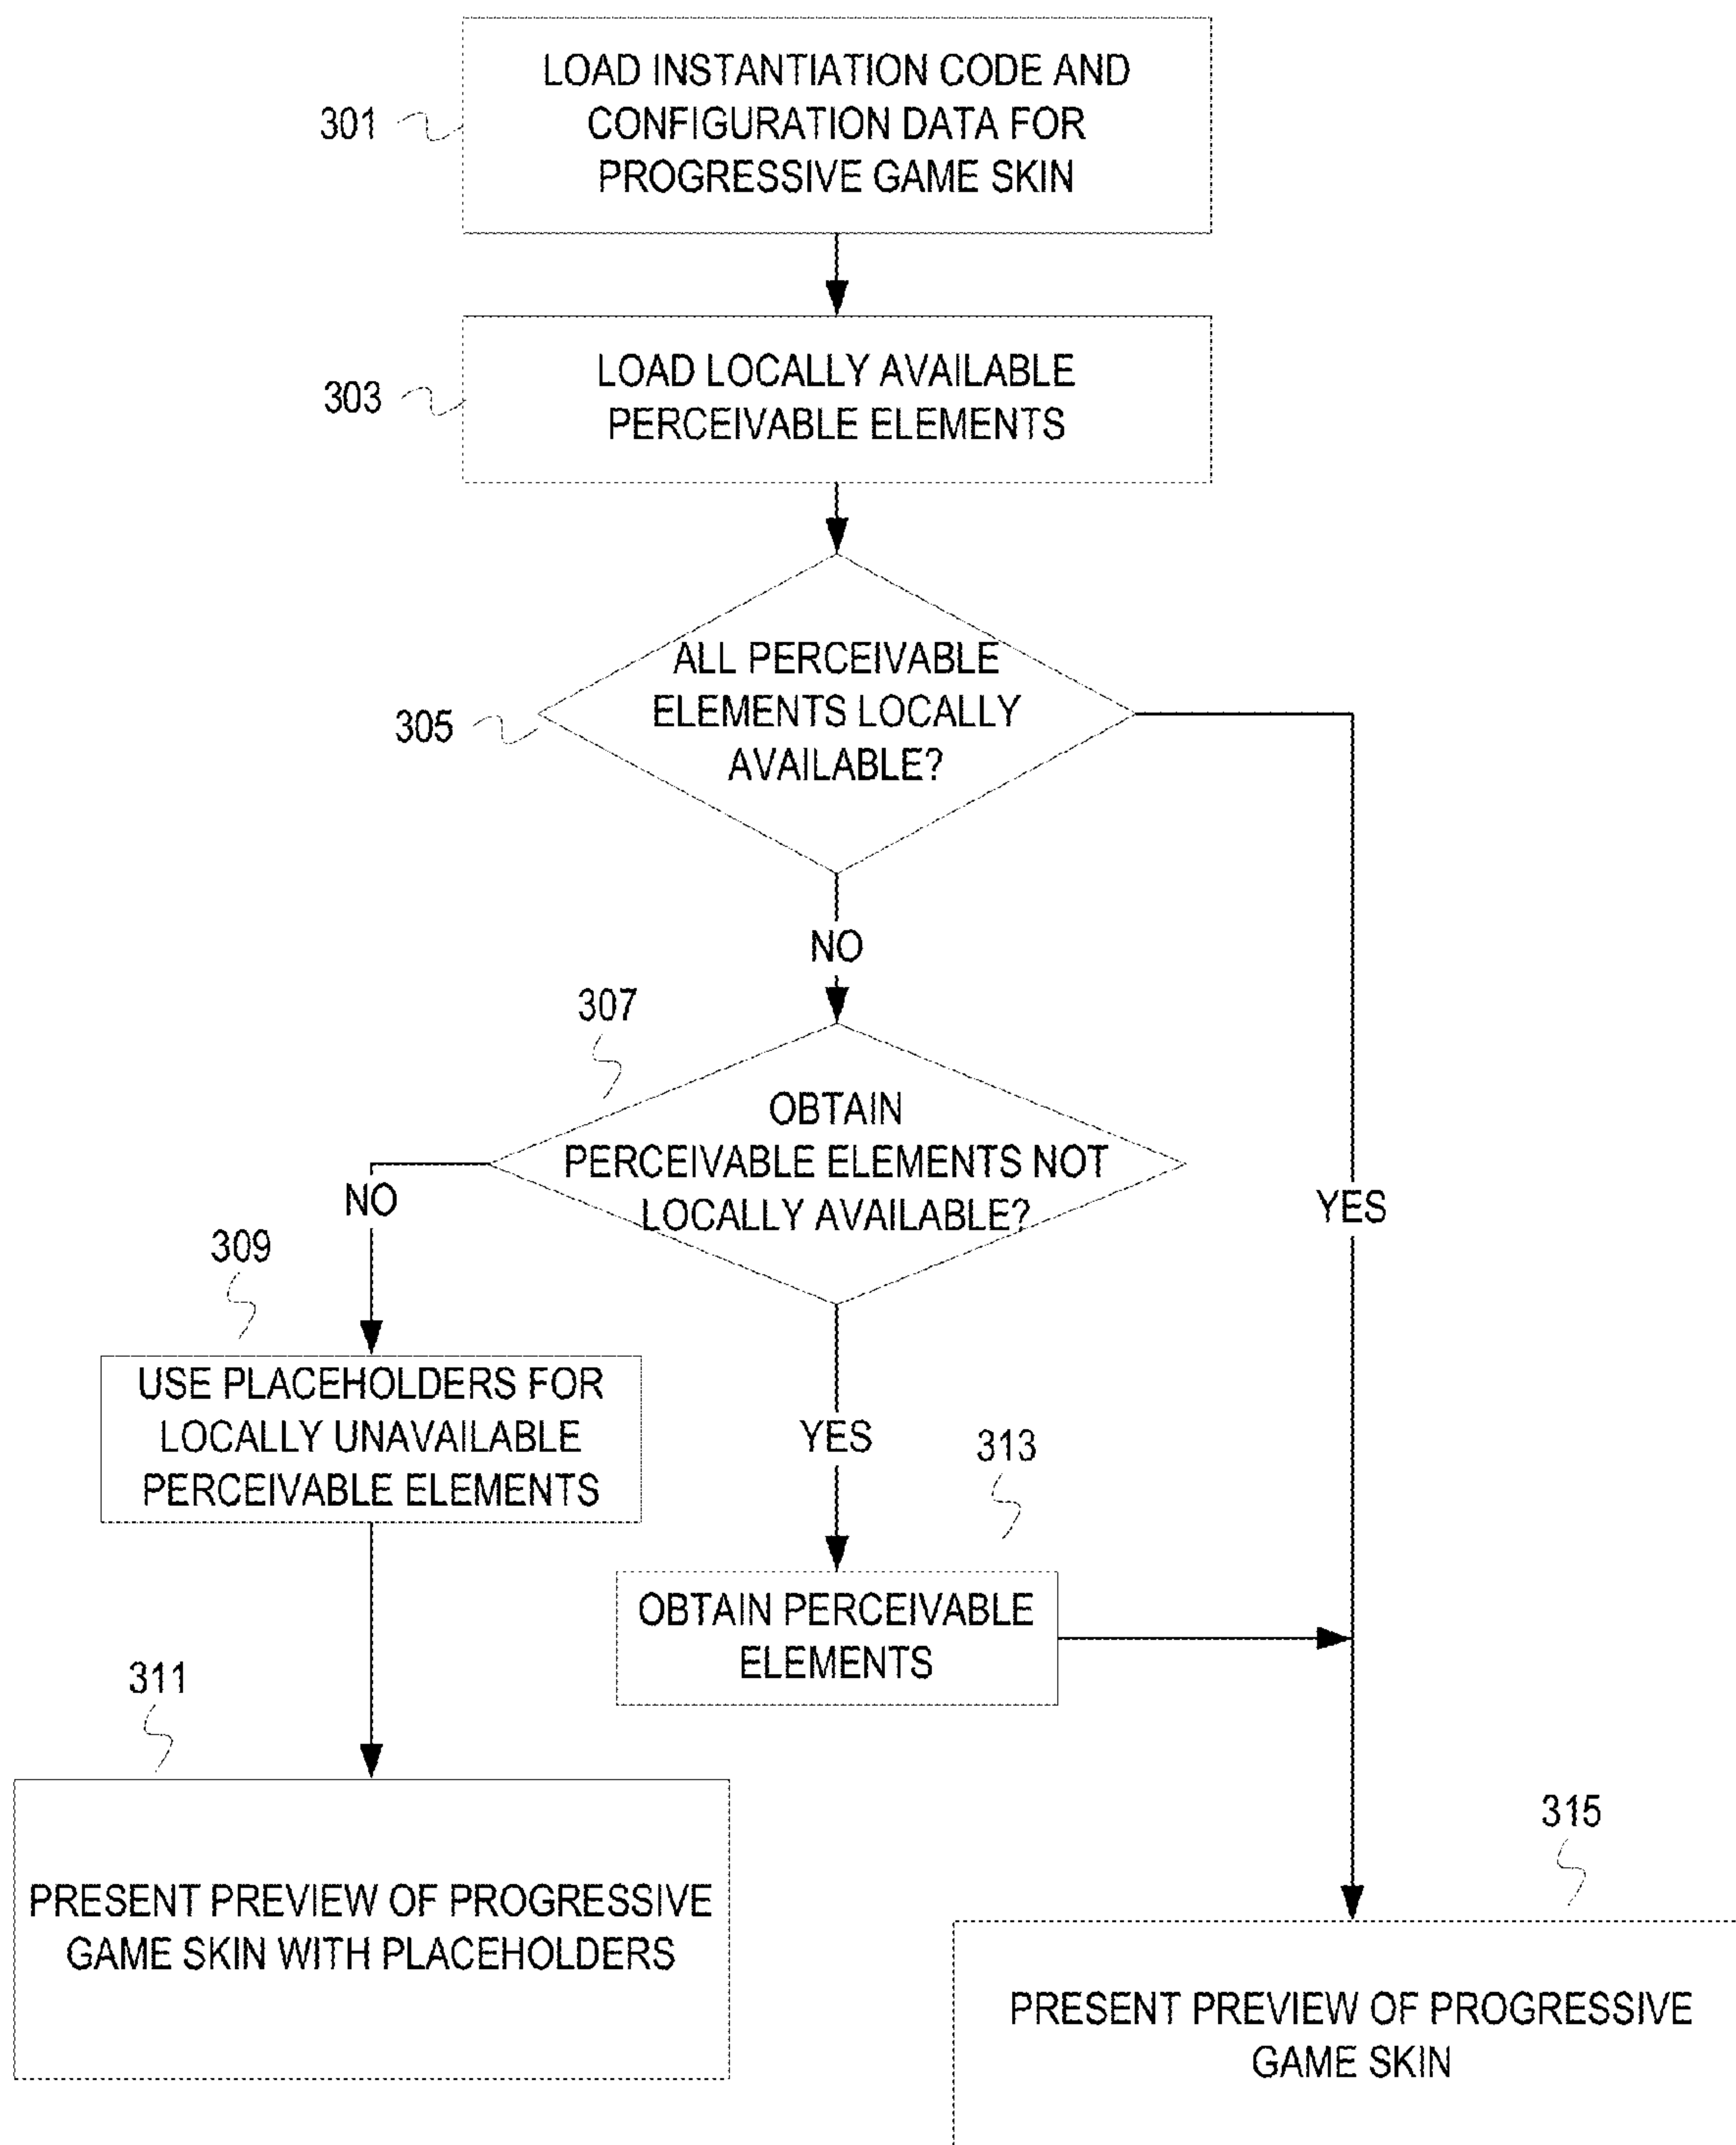 301
LOAD INSTANTIATION CODE AND
CONFIGURATION DATA FOR
PROGRESSIVE GAME SKIN
303
LOAD LOCALLY AVAILABLE
PERCEIVABLE ELEMENTS
305
ALL PERCEIVABLE
ELEMENTS LOCALLY
AVAILABLE?
NO
307
OBTAIN
PERCEIVABLE ELEMENTS NOT
LOCALLY AVAILABLE?
NO
YES
309
USE PLACEHOLDERS FOR
LOCALLY UNAVAILABLE
PERCEIVABLE ELEMENTS
YES
313
OBTAIN PERCEIVABLE
ELEMENTS
311
PRESENT PREVIEW OF PROGRESSIVE
GAME SKIN WITH PLACEHOLDERS
315
PRESENT PREVIEW OF PROGRESSIVE
GAME SKIN